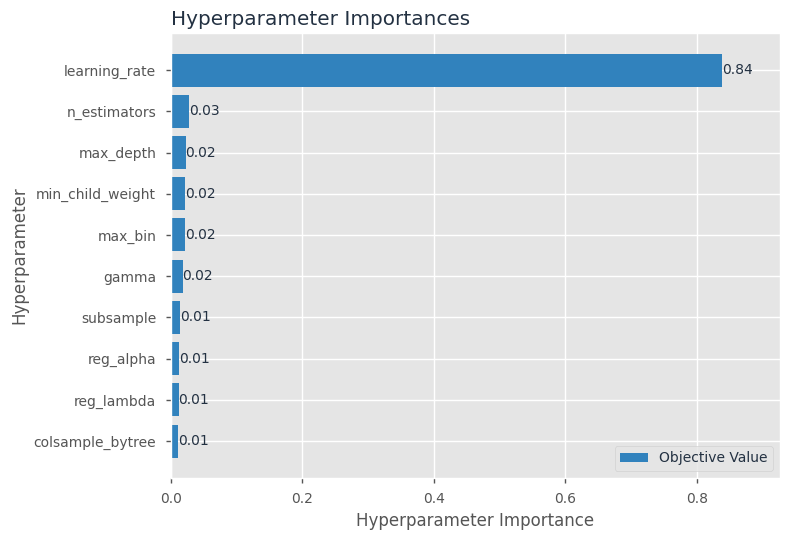 Hyperparameter Importances
learning_rate 0.84
n_estimators 0.03
max_depth 0.02
min_child_weight 0.02
max_bin 0.02
gamma 0.02
subsample 0.01
reg_alpha 0.01
reg_lambda 0.01
colsample_bytree 0.01
Hyperparameter
Objective Value
0.0 0.2 0.4 0.6 0.8
Hyperparameter Importance